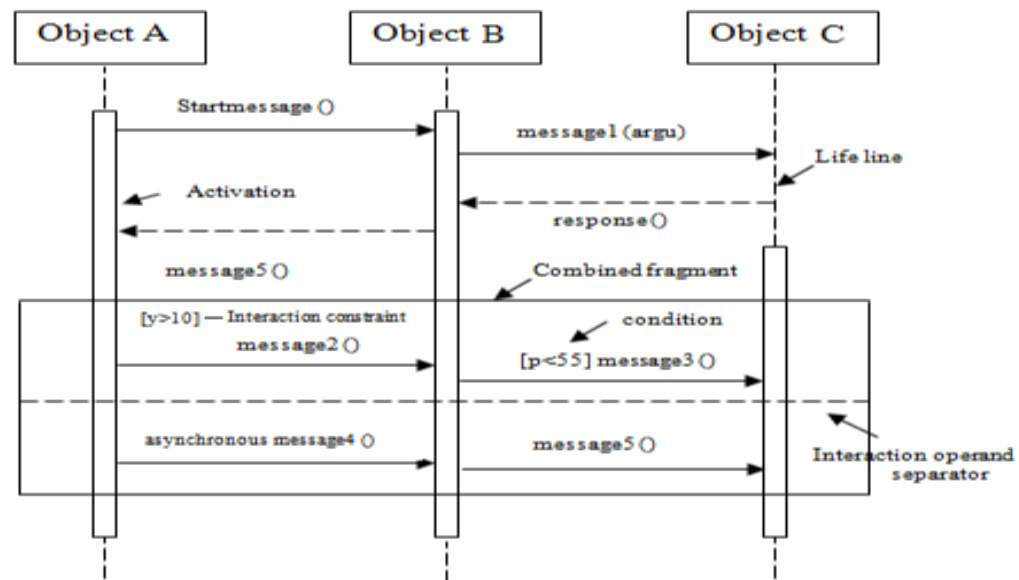 Object A
Object B
Object C
Startmessage ()
message1 (argu)
Life line
Activation
response()
message5 ()
Combined fragment
[y>10] — Interaction constraint
condition
message2 ()
[p<55] message3 ()
asynchronous message4 ()
message5 ()
Interaction operand
separator